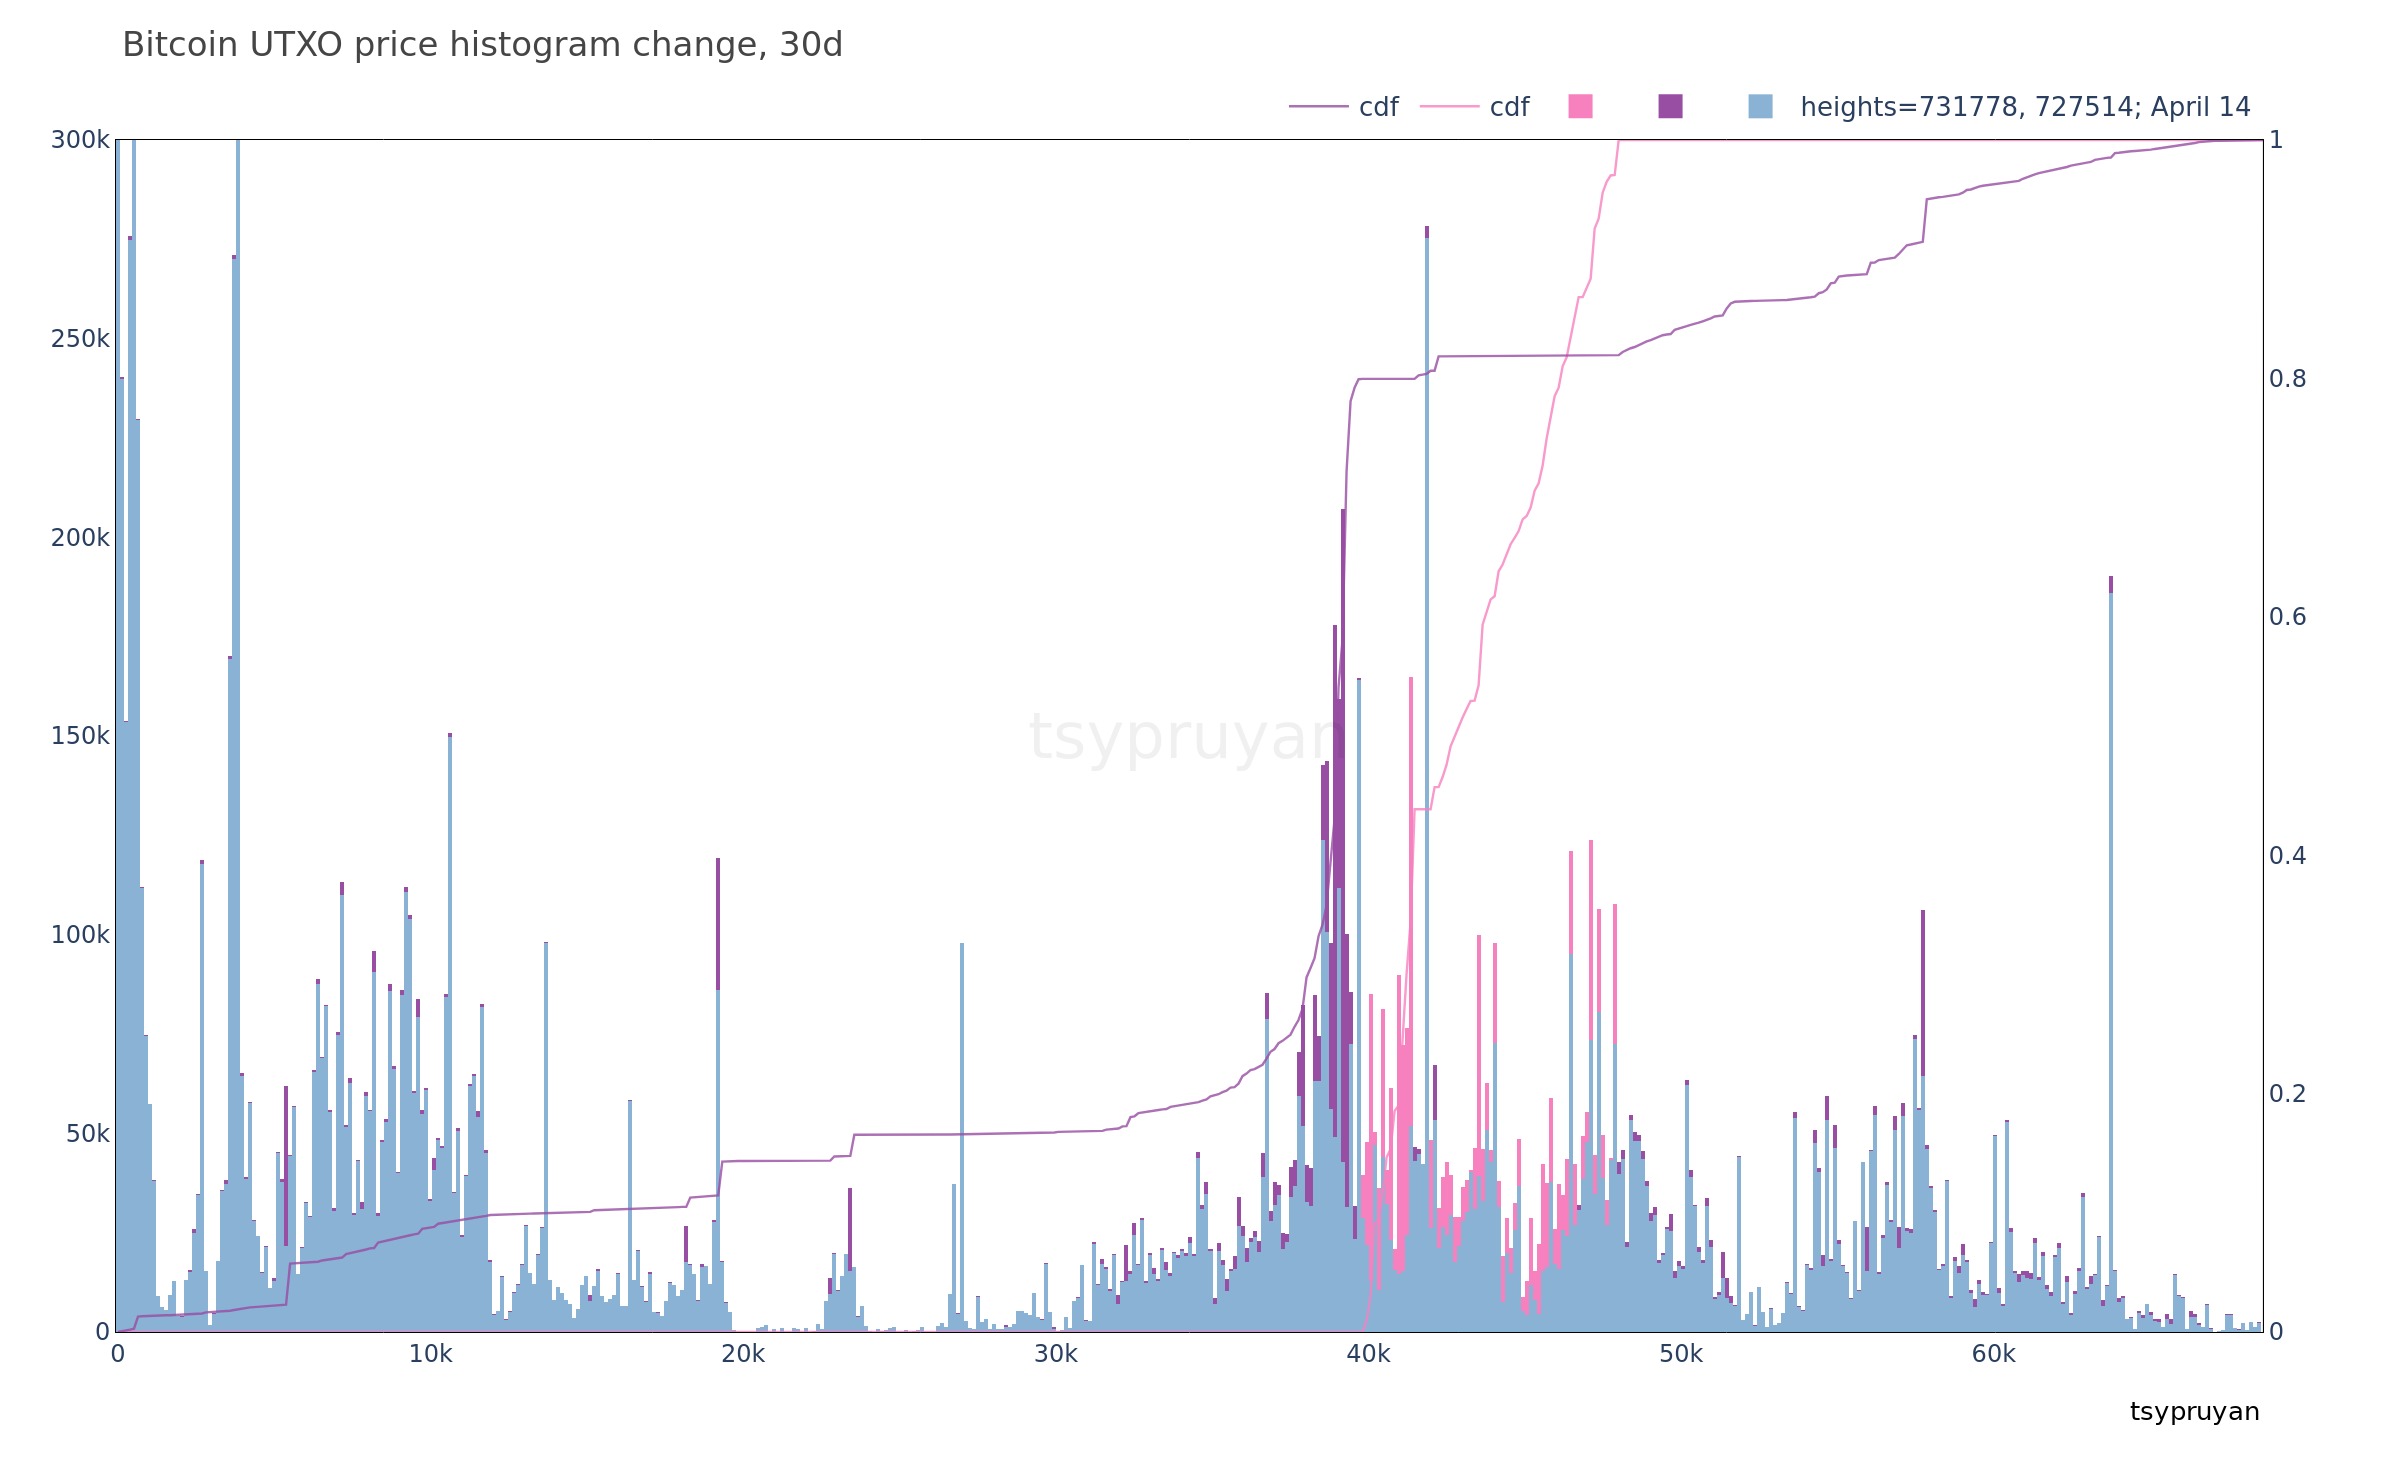 Bitcoin UTXO price histogram change, 30d
cdf cdf heights=731778, 727514; April 14
300k 1
250k
0.8
200k
0.6
150k
tsypruyan
0.4
100k
0.2
50k
0 0
0 10k 20k 30k 40k 50k 60k
tsypruyan